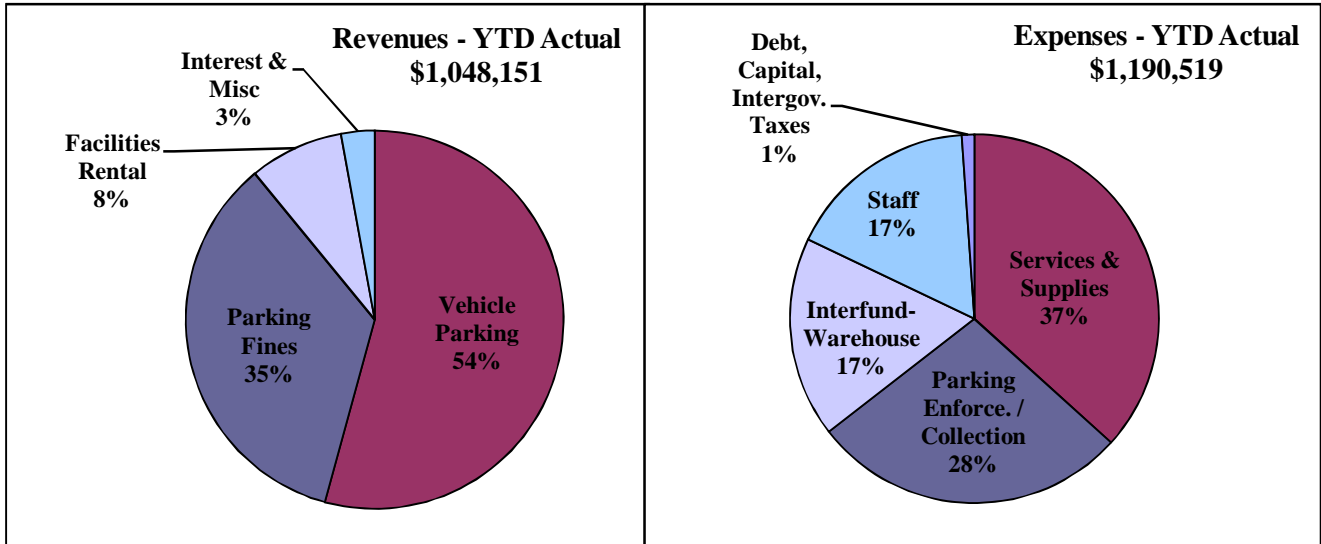 Revenues - YTD Actual
$1,048,151
Interest &
Misc
3%
Facilities
Rental
8%
Parking
Fines
35%
Vehicle
Parking
54%
Expenses - YTD Actual
$1,190,519
Debt,
Capital,
Intergov.
Taxes
1%
Staff
17%
Services &
Supplies
37%
Interfund-
Warehouse
17%
Parking
Enforce. /
Collection
28%